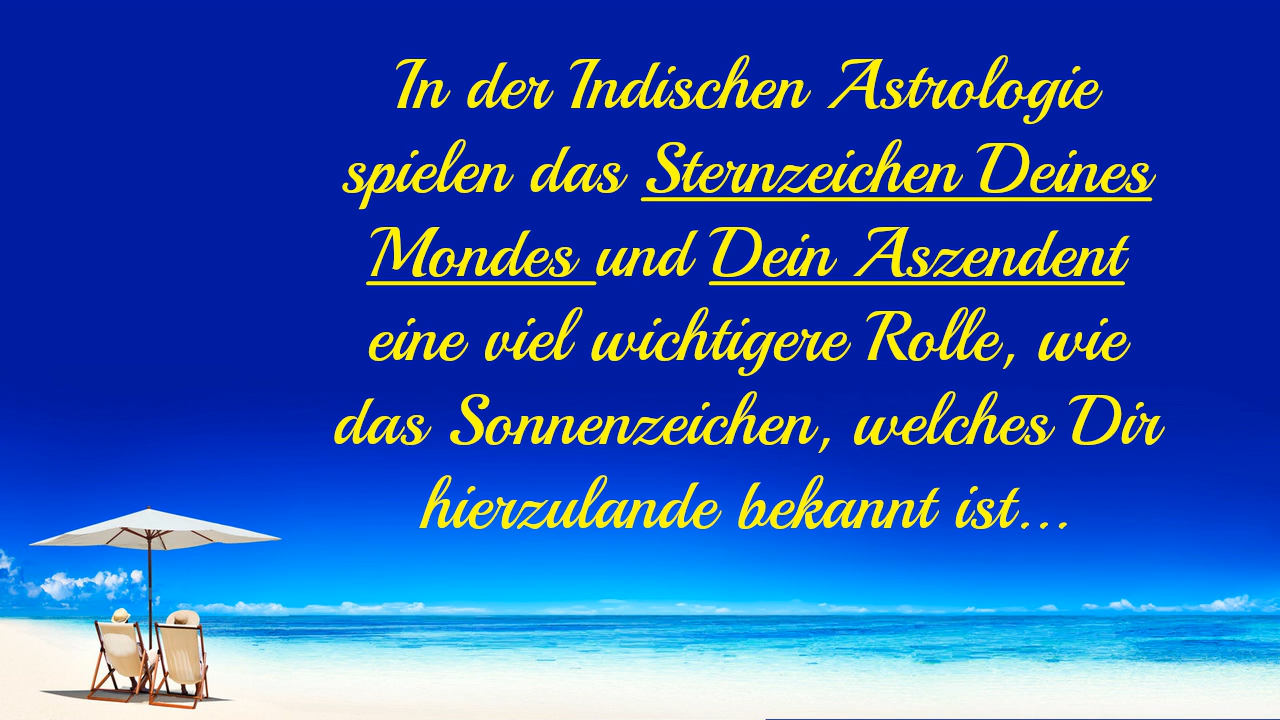 In der Indischen Astrologie
spielen das Sternzeichen Deines
Mondes und Dein Aszendent
eine viel wichtigere Rolle, wie
das Sonnenzeichen, welches Dir
hierzulande bekannt ist...